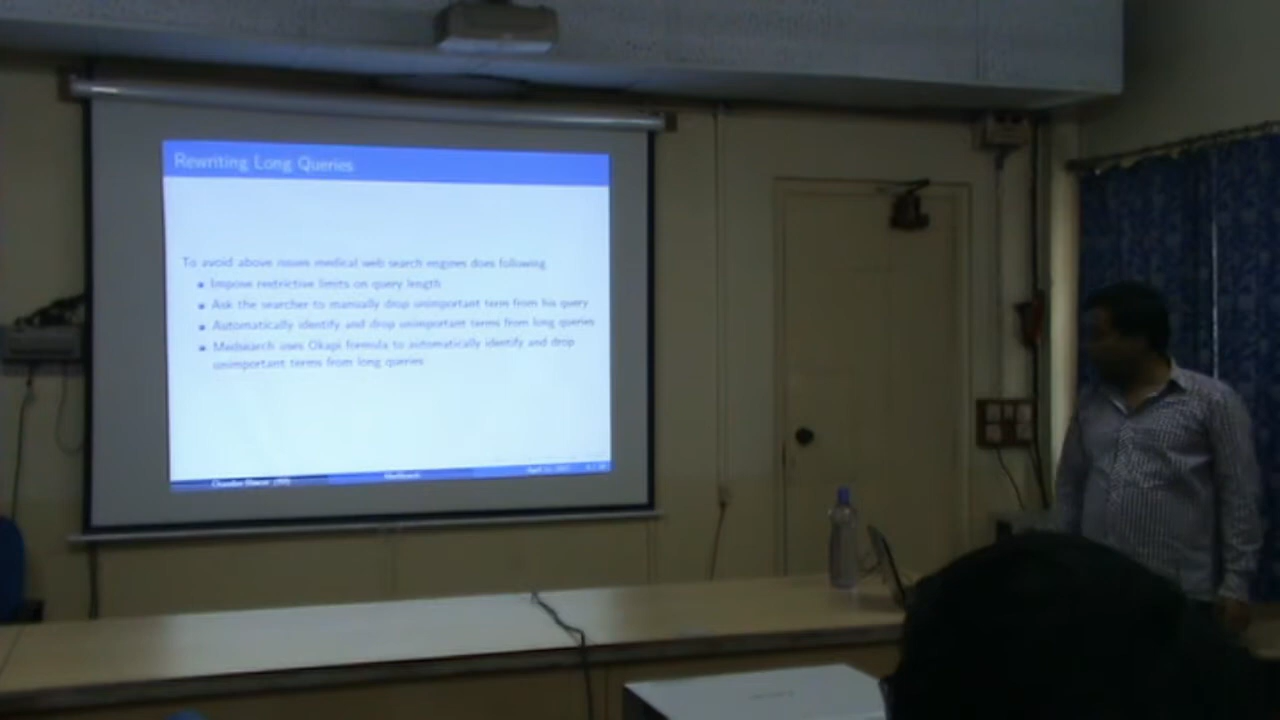 Rewriting Long Queries
To avoid above issues medical web search engines does following
Impove restrictive limits on query length
Ask the searcher to manually drop unimportant term from his query
Automatically identify and drop unimportant terms from long queries
Medsearch uses Okapi formula to automatically identify and drop
unimportant terms from long queries